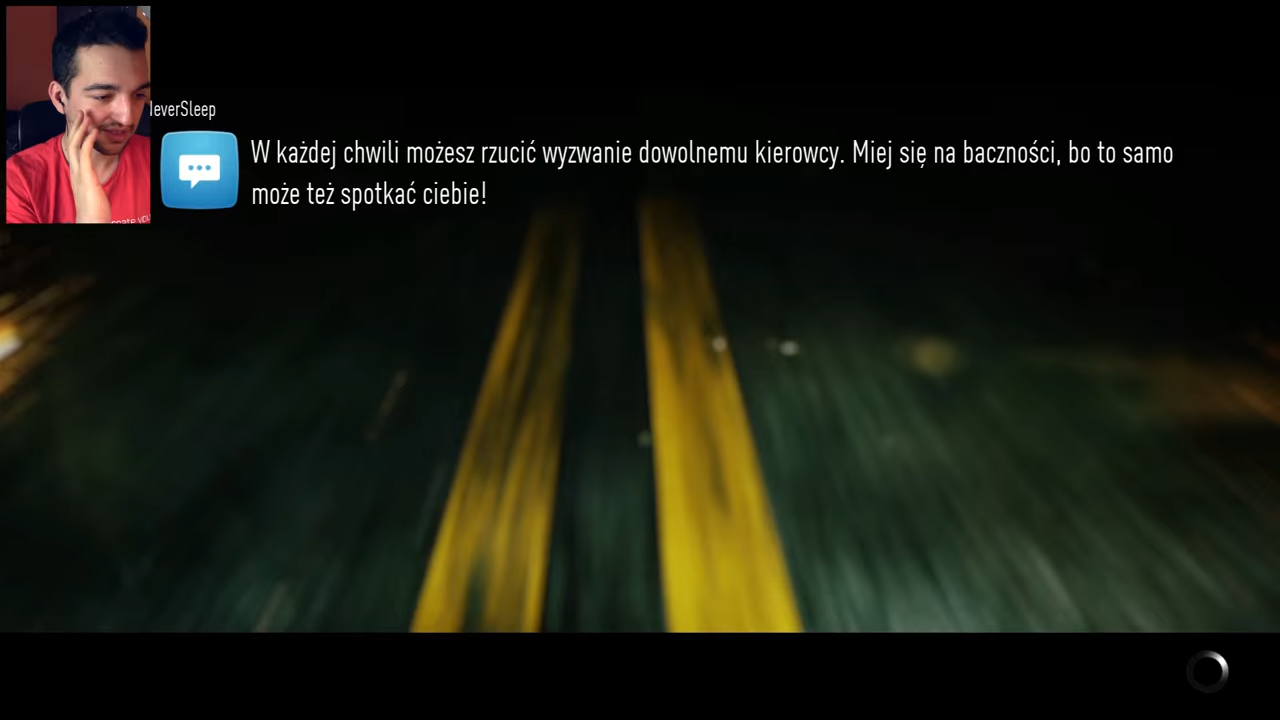 leverSleep
W każdej chwili możesz rzucić wyzwanie dowolnemu kierowcy. Miej się na baczności, bo to samo
może też spotkać ciebie!